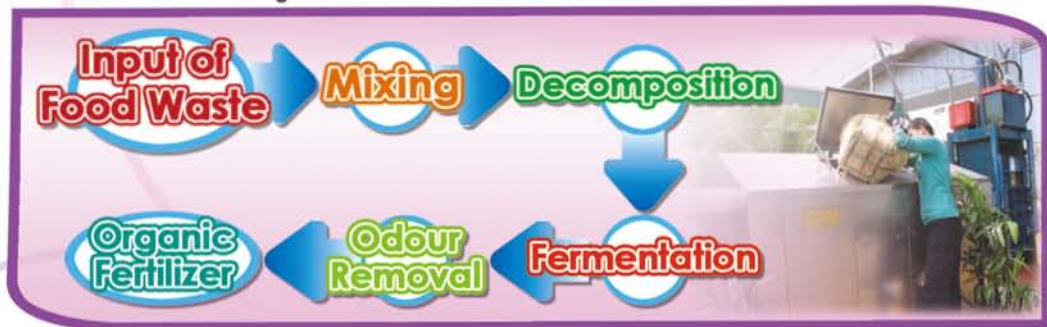 Input of
Food Waste
Mixing
Decomposition
Fermentation
Odour
Removal
Organic
Fertilizer